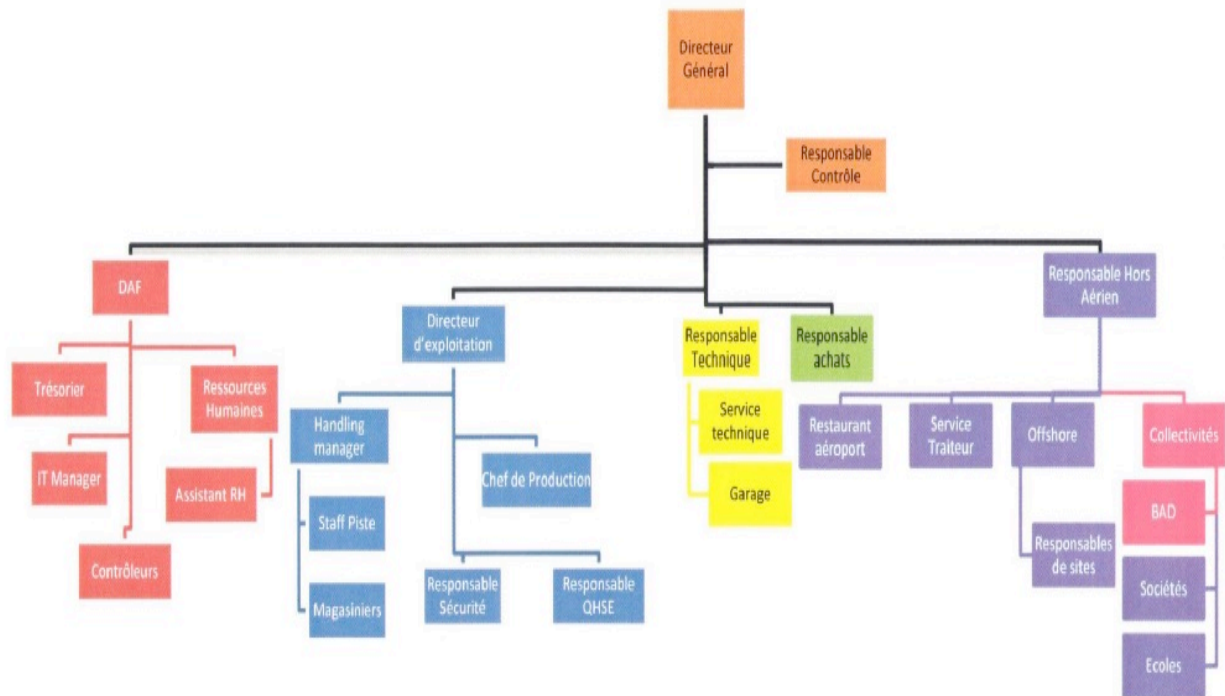 Directeur
Général
Responsable
Contrôle
DAF
Responsable Hors
Aérien
Directeur
d'exploitation
Responsable
Technique
Responsable
achats
Trésorier
Ressources
Humaines
Handling
manager
Service
technique
Restaurant
aéroport
Service
Traiteur
Offshore
Collectivités
IT Manager
Assistant RH
Chef de Production
Garage
Staff Piste
BAD
Responsables
de sites
Contrôleurs
Responsable
Sécurité
Responsable
QHSE
Magasiniers
Sociétés
Ecoles